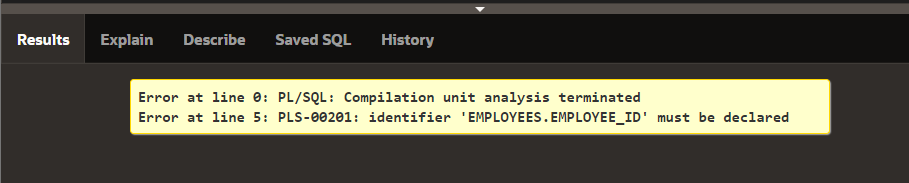 Results Explain Describe Saved SQL History
Error at line 0: PL/SQL: Compilation unit analysis terminated
Error at line 5: PLS-00201: identifier 'EMPLOYEES.EMPLOYEE_ID' must be declared